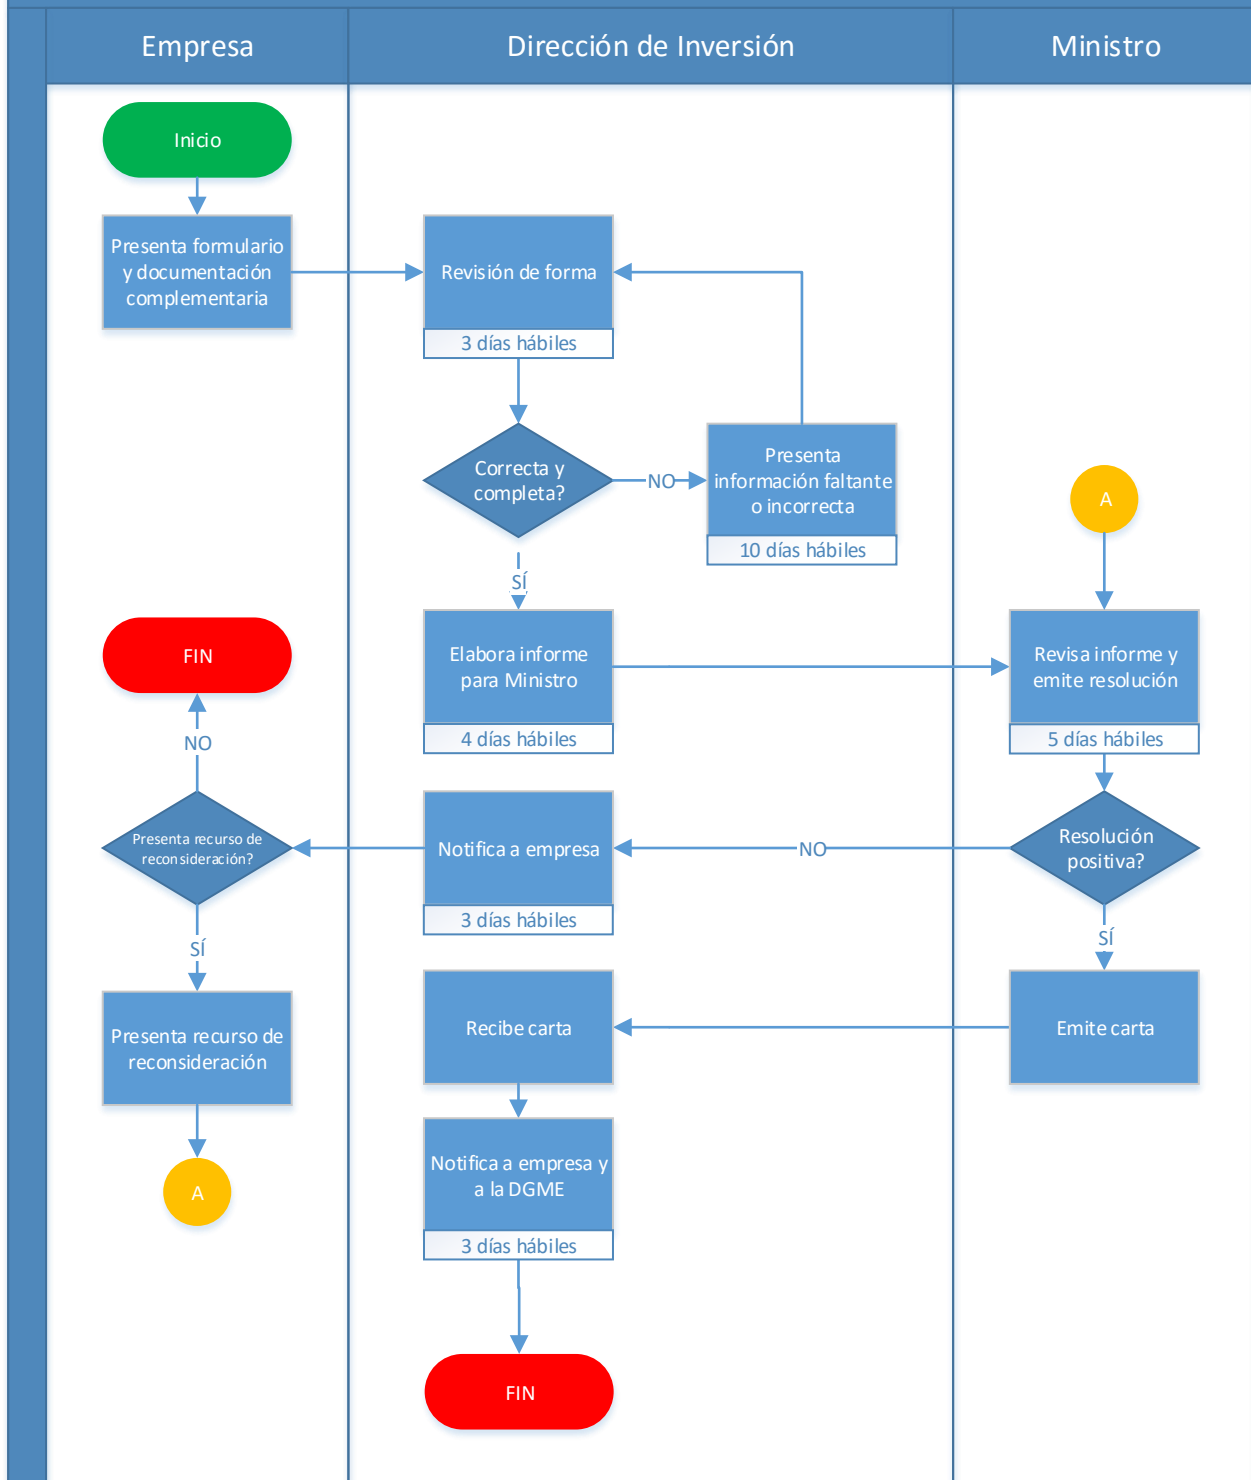 Empresa
Dirección de Inversión
Ministro
Inicio
Presenta formulario
y documentación
complementaria
Revisión de forma
3 días hábiles
Correcta y
completa?
NO
Presenta
información faltante
o incorrecta
10 días hábiles
A
SÍ
FIN
Elabora informe
para Ministro
4 días hábiles
Revisa informe y
emite resolución
5 días hábiles
NO
Presenta recurso de
reconsideración?
Notifica a empresa
3 días hábiles
NO
Resolución
positiva?
SÍ
SÍ
Presenta recurso de
reconsideración
Recibe carta
Emite carta
A
Notifica a empresa y
a la DGME
3 días hábiles
FIN